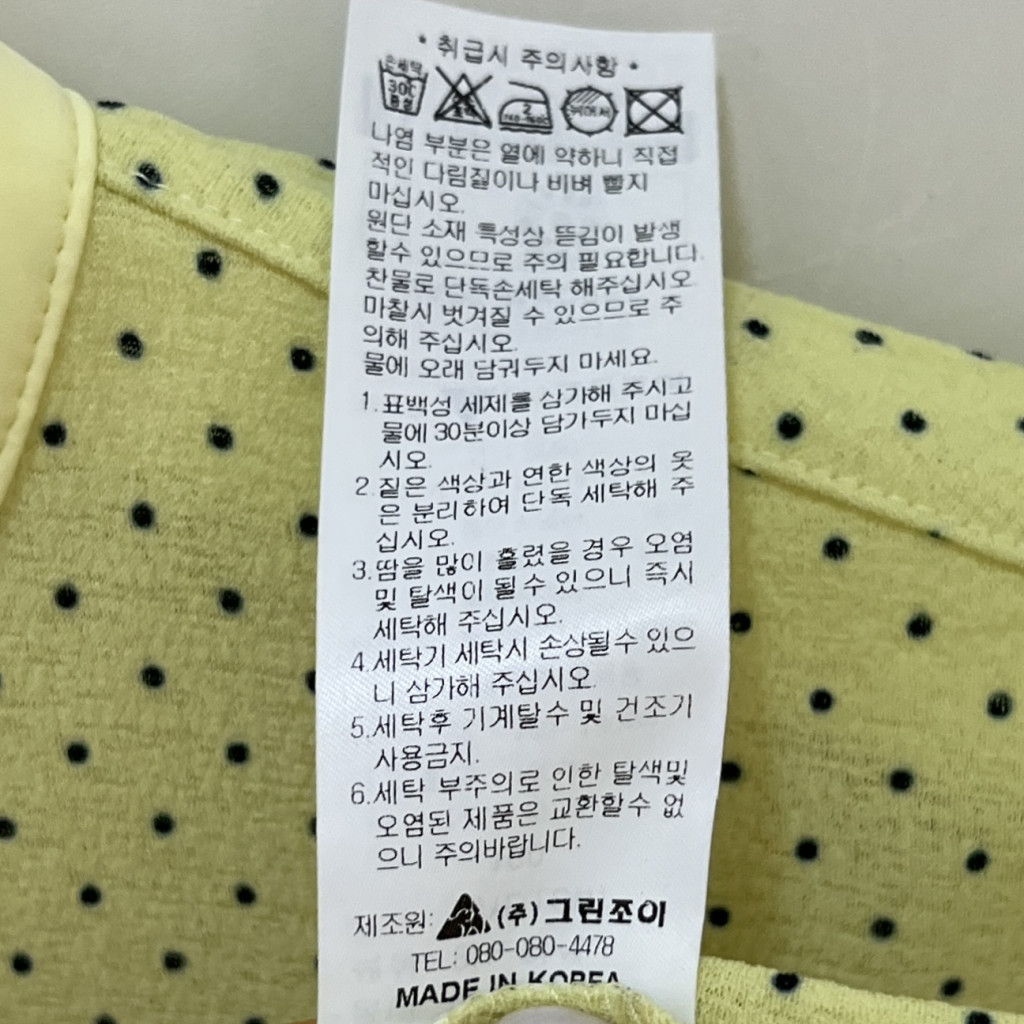 * 취급시 주의사항 *
손세탁
30℃
중성
2
나염 부분은 열에 약하니 직접
적인 다림질이나 비벼 빨지
마십시오.
원단 소재 특성상 뜯김이 발생
할수 있으므로 주의 필요합니다.
찬물로 단독손세탁 해주십시오.
마찰시 벗겨질 수 있으므로 주
의해 주십시오.
물에 오래 담궈두지 마세요.
1.표백성 세제를 삼가해 주시고
물에 30분이상 담가두지 마십
시오.
2.짙은 색상과 연한 색상의 옷
은 분리하여 단독 세탁해 주
십시오.
3.땀을 많이 흘렸을 경우 오염
및 탈색이 될 수 있으니 즉시
세탁해 주십시오.
4.세탁기 세탁시 손상될수 있으
니 삼가해 주십시오.
5.세탁후 기계탈수 및 건조기
사용금지.
6.세탁 부주의로 인한 탈색및
오염된 제품은 교환할수 없
으니 주의바랍니다.
제조원: (주)그린조이
TEL: 080-080-4478
MADE IN KOREA